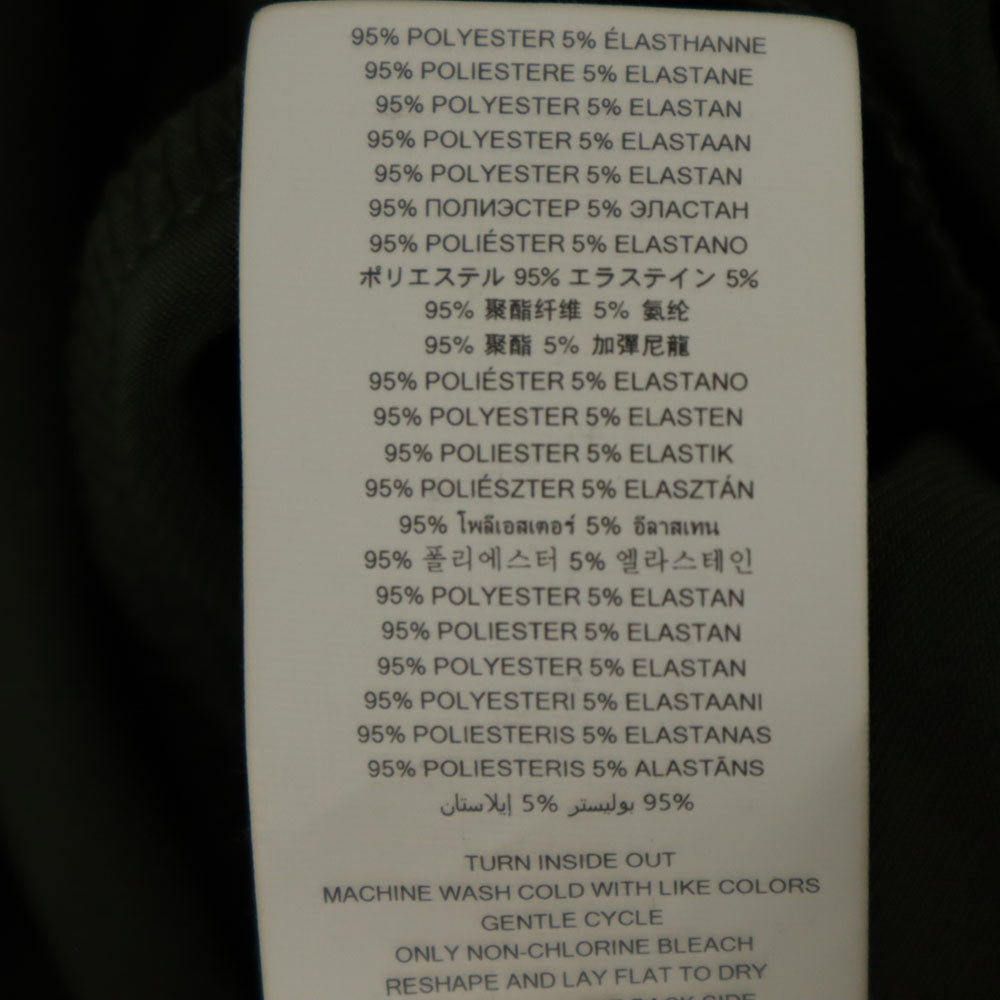 95% POLYESTER 5% ÉLASTHANNE
95% POLIESTERE 5% ELASTANE
95% POLYESTER 5% ELASTAN
95% POLYESTER 5% ELASTAAN
95% POLYESTER 5% ELASTAN
95% ПОЛИЭСТЕР 5% ЭЛАСТАН
95% POLIÉSTER 5% ELASTANO
ポリエステル 95% エラステイン 5%
95% 聚酯纤维 5% 氨纶
95% 聚酯 5% 加彈尼龍
95% POLIÉSTER 5% ELASTANO
95% POLYESTER 5% ELASTEN
95% POLIESTER 5% ELASTIK
95% POLIÉSZTER 5% ELASZTÁN
95% โพลีเอสเตอร์ 5% อีลาสเทน
95% 폴리에스터 5% 엘라스테인
95% POLYESTER 5% ELASTAN
95% POLIESTER 5% ELASTAN
95% POLYESTER 5% ELASTAN
95% POLYESTERI 5% ELASTAANI
95% POLIESTERIS 5% ELASTANAS
95% POLIESTERIS 5% ALASTĀNS
95% بوليستر 5% إيلاستان
TURN INSIDE OUT
MACHINE WASH COLD WITH LIKE COLORS
GENTLE CYCLE
ONLY NON-CHLORINE BLEACH
RESHAPE AND LAY FLAT TO DRY
BACK SIDE